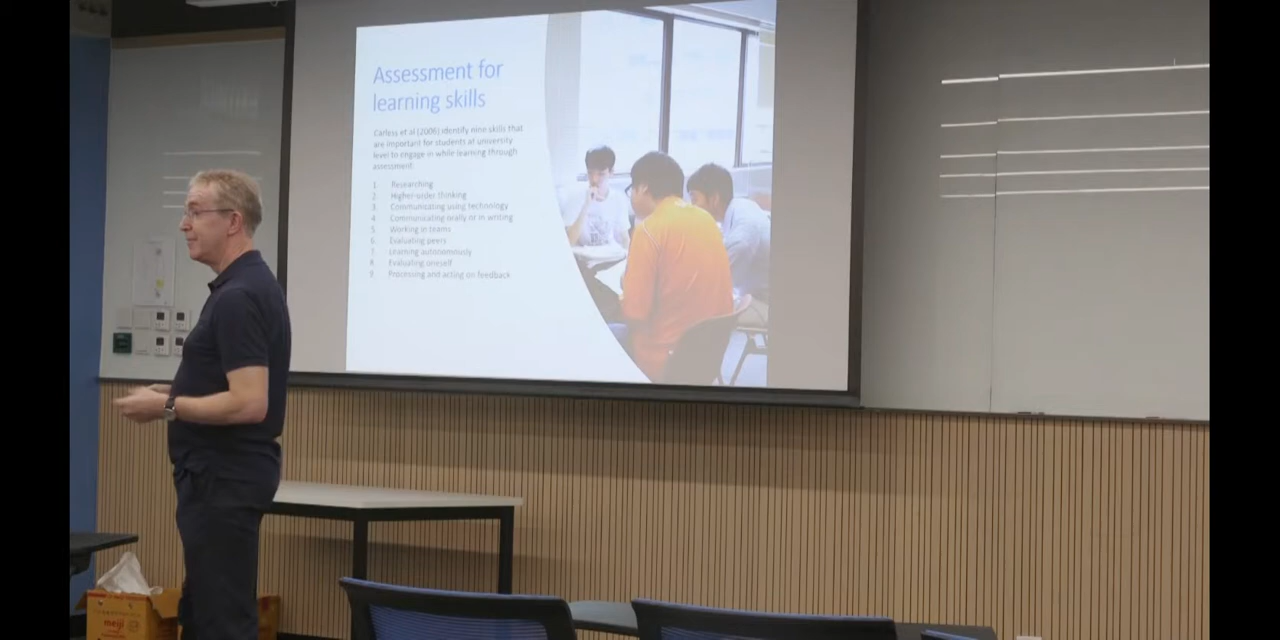 Assessment for
learning skills
Carless et al (2006) identify nine skills that
are important for students at university
level to engage in while learning through
assessment:
1. Researching
2. Higher-order thinking
3. Communicating using technology
4. Communicating orally or in writing
5. Working in teams
6. Evaluating peers
7. Learning autonomously
8. Evaluating oneself
9. Processing and acting on feedback
meiji